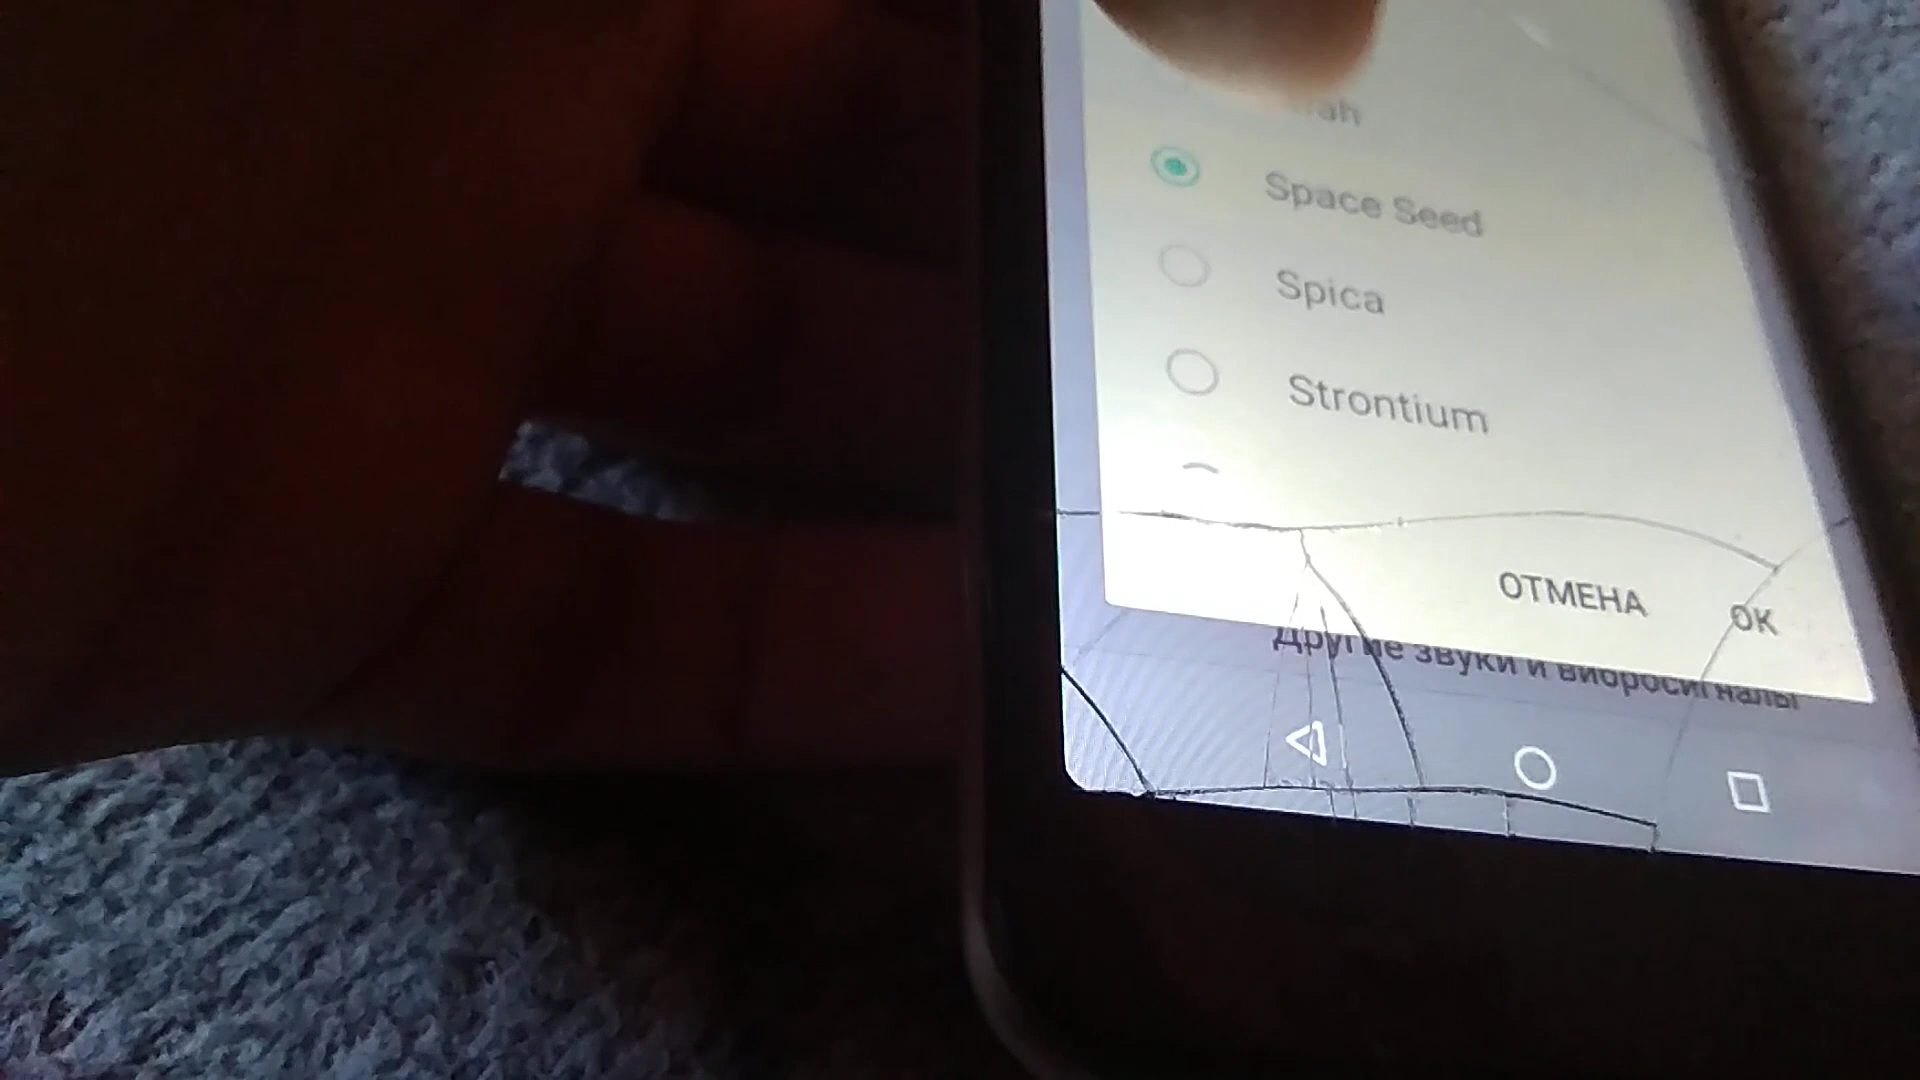 Space Seed
Spica
Strontium
ОТМЕНА
OK
Другие звуки и вибросигналы